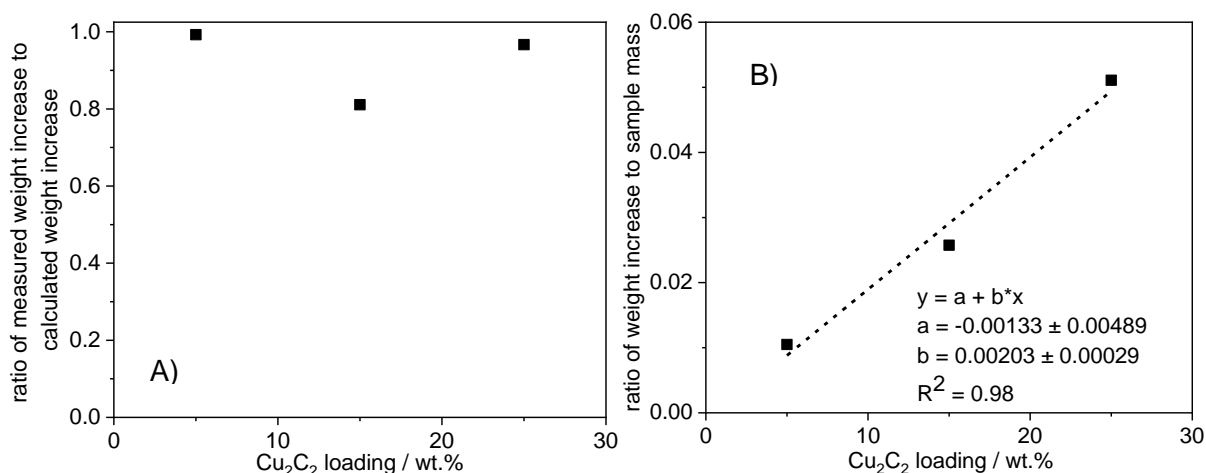 ratio of measured weight increase to
calculated weight increase
1.0
0.8
0.6
0.4
0.2
0.0
A)
0 10 20 30
Cu₂C₂ loading / wt.%
ratio of weight increase to sample mass
0.06
0.04
0.02
0.00
B)
y = a + b*x
a = -0.00133 ± 0.00489
b = 0.00203 ± 0.00029
R² = 0.98
0 10 20 30
Cu₂C₂ loading / wt.%